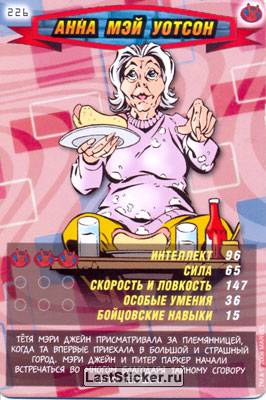 226
АННА МЭЙ УОТСОН
ИНТЕЛЛЕКТ 96
СИЛА 65
СКОРОСТЬ И ЛОВКОСТЬ 147
ОСОБЫЕ УМЕНИЯ 36
БОЙЦОВСКИЕ НАВЫКИ 15
ТЁТЯ МЭРИ ДЖЕЙН ПРИСМАТРИВАЛА ЗА ПЛЕМЯННИЦЕЙ,
КОГДА ТА ВПЕРВЫЕ ПРИЕХАЛА В БОЛЬШОЙ И СТРАШНЫЙ
ГОРОД. МЭРИ ДЖЕЙН И ПИТЕР ПАРКЕР НАЧАЛИ
ВСТРЕЧАТЬСЯ ВО МНОГОМ БЛАГОДАРЯ ТАЙНОМУ СГОВОРУ
www.LastSticker.ru